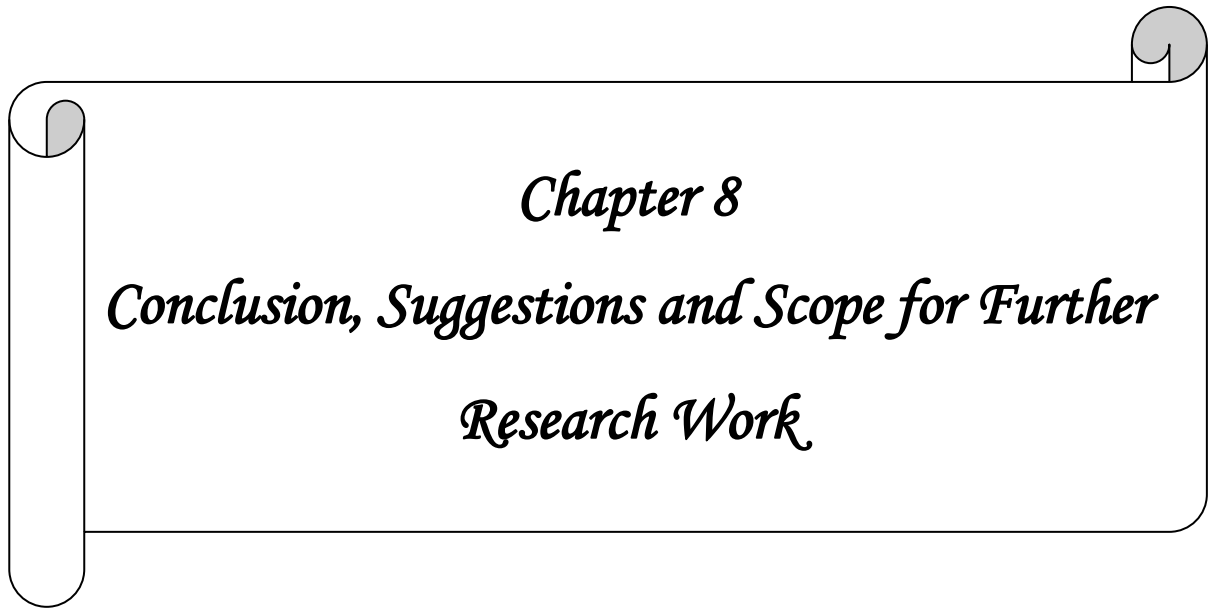 Chapter 8
Conclusion, Suggestions and Scope for Further
Research Work